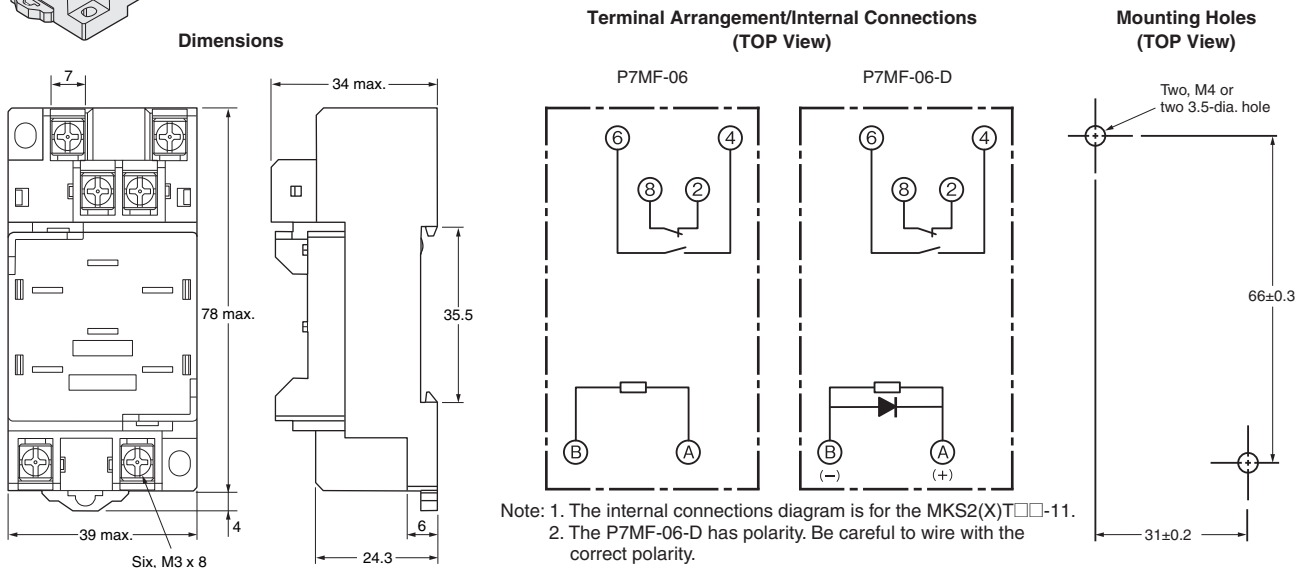 Dimensions
7
34 max.
78 max.
35.5
39 max.
4
Six, M3 x 8
6
24.3
Terminal Arrangement/Internal Connections
(TOP View)
P7MF-06
6
4
8
2
B
A
P7MF-06-D
6
4
8
2
B
(−)
A
(+)
Note: 1. The internal connections diagram is for the MKS2(X)T□□-11.
2. The P7MF-06-D has polarity. Be careful to wire with the
correct polarity.
Mounting Holes
(TOP View)
Two, M4 or
two 3.5-dia. hole
66±0.3
31±0.2